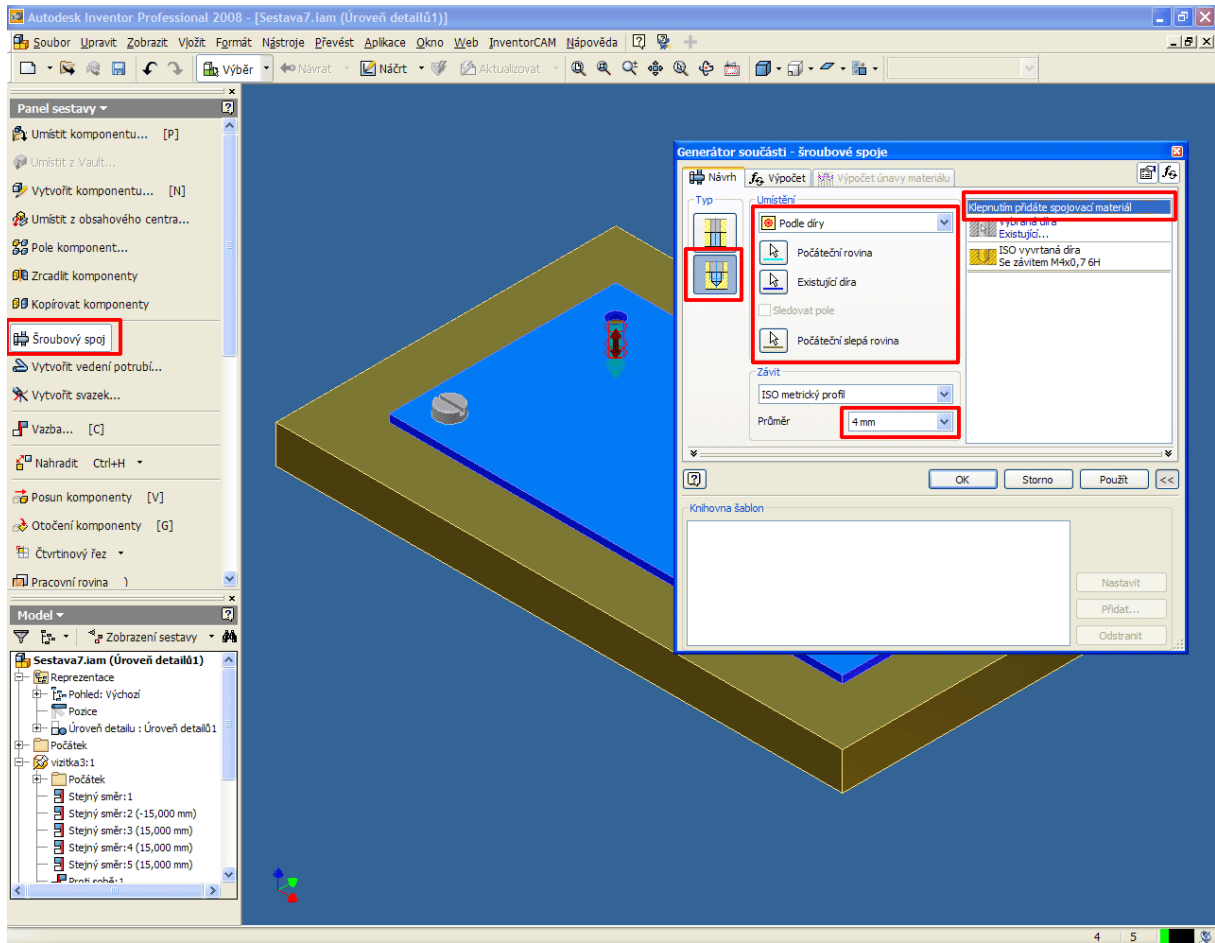 Autodesk Inventor Professional 2008 - [Sestava7.iam (Úroveň detailů1)]
Soubor Upravit Zobrazit Vložit Formát Nástroje Převést Aplikace Okno Web InventorCAM Nápověda
Výběr Návrat Náčrt Aktualizovat
Panel sestavy
Umístit komponentu... [P]
Umístit z Vault...
Vytvořit komponentu... [N]
Umístit z obsahového centra...
Pole komponent...
Zrcadlit komponenty
Kopírovat komponenty
Šroubový spoj
Vytvořit vedení potrubí...
Vytvořit svazek...
Vazba... [C]
Nahradit Ctrl+H
Posun komponenty [V]
Otočení komponenty [G]
Čtvrtinový řez
Pracovní rovina )
Model
Zobrazení sestavy
Sestava7.iam (Úroveň detailů1)
Reprezentace
Pohled: Výchozí
Pozice
Úroveň detailu : Úroveň detailů1
Počátek
vizitka3:1
Počátek
Stejný směr:1
Stejný směr:2 (-15,000 mm)
Stejný směr:3 (15,000 mm)
Stejný směr:4 (15,000 mm)
Stejný směr:5 (15,000 mm)
Proti sobě:1
Generátor součásti - šroubové spoje
Návrh Výpočet Výpočet únavy materiálu
Typ
Umístění
Podle díry
Počáteční rovina
Existující díra
Sledovat pole
Počáteční slepá rovina
Závit
ISO metrický profil
Průměr 4 mm
Klepnutím přidáte spojovací materiál
Vybraná díra
Existující...
ISO vyvrtaná díra
Se závitem M4x0,7 6H
OK Storno Použít <<
Knihovna šablon
Nastavit
Přidat...
Odstranit
4 5